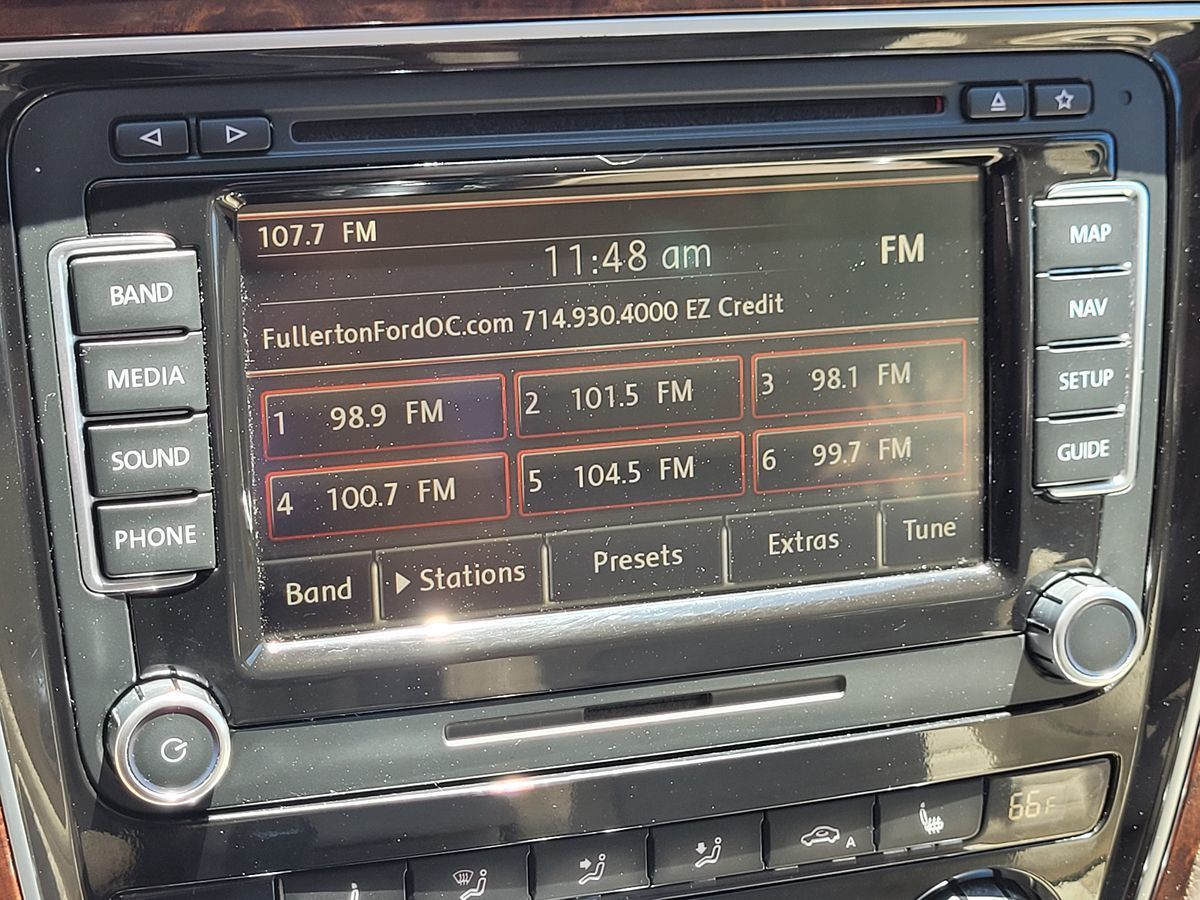 107.7 FM
11:48 am
FM
FullertonFordOC.com 714.930.4000 EZ Credit
1 98.9 FM
2 101.5 FM
3 98.1 FM
4 100.7 FM
5 104.5 FM
6 99.7 FM
Band
Stations
Presets
Extras
Tune
BAND
MEDIA
SOUND
PHONE
MAP
NAV
SETUP
GUIDE
A
66F